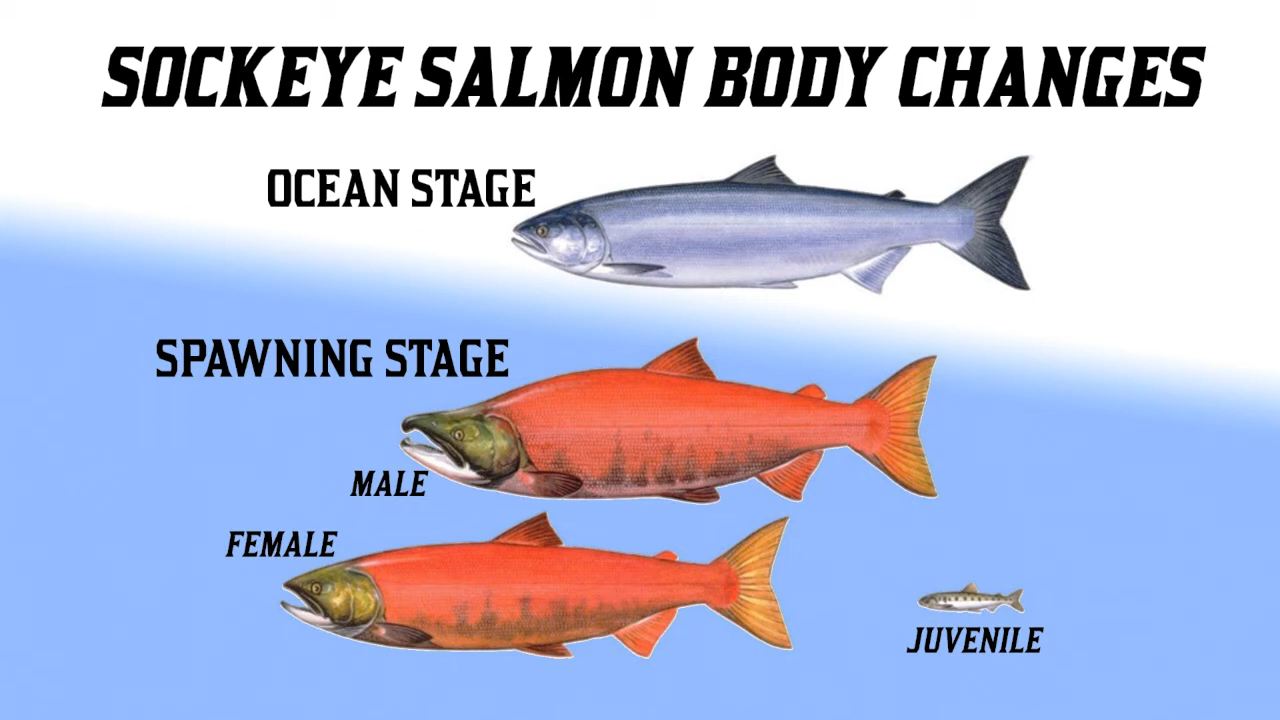 SOCKEYE SALMON BODY CHANGES
OCEAN STAGE
SPAWNING STAGE
MALE
FEMALE
JUVENILE